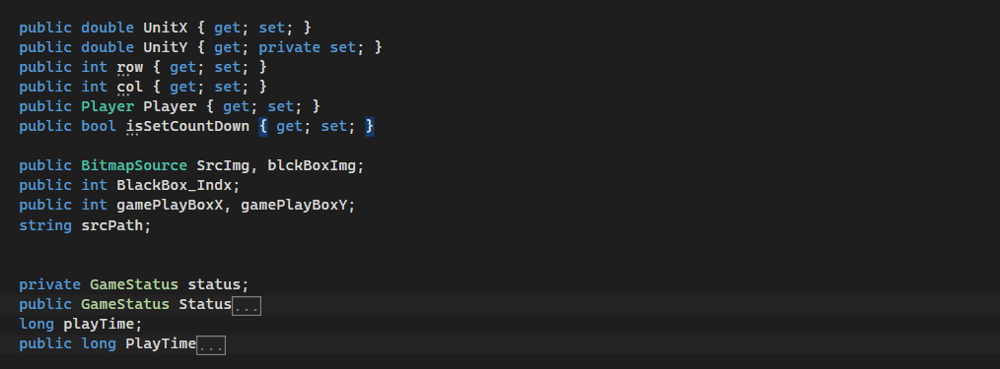 public double UnitX { get; set; }
public double UnitY { get; private set; }
public int row { get; set; }
public int col { get; set; }
public Player Player { get; set; }
public bool isSetCountDown { get; set; }
public BitmapSource SrcImg, blckBoxImg;
public int BlackBox_Indx;
public int gamePlayBoxX, gamePlayBoxY;
string srcPath;
private GameStatus status;
public GameStatus Status...
long playTime;
public long PlayTime...